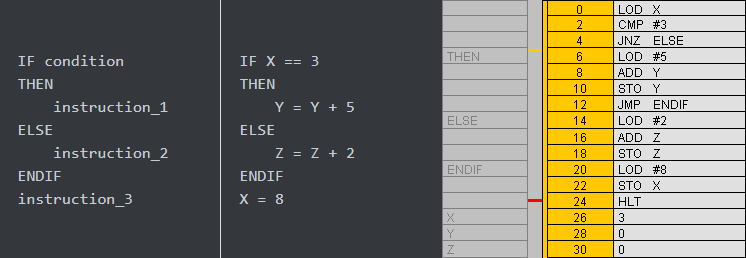 IF condition
THEN
instruction_1
ELSE
instruction_2
ENDIF
instruction_3
IF X == 3
THEN
Y = Y + 5
ELSE
Z = Z + 2
ENDIF
X = 8
0 LOD X
2 CMP #3
4 JNZ ELSE
THEN 6 LOD #5
8 ADD Y
10 STO Y
12 JMP ENDIF
ELSE 14 LOD #2
16 ADD Z
18 STO Z
ENDIF 20 LOD #8
22 STO X
24 HLT
X 26 3
Y 28 0
Z 30 0